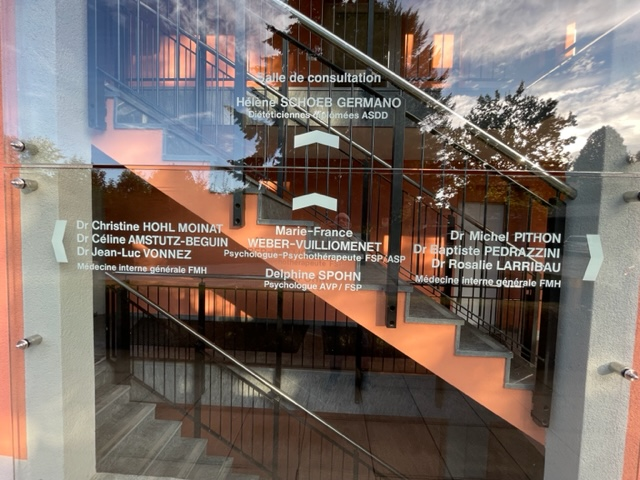 Salle de consultation
Hélène SCHOEB GERMANO
Diététiciennes diplômées ASDD
Dr Christine HOHL MOINAT
Dr Céline AMSTUTZ-BEGUIN
Dr Jean-Luc VONNEZ
Médecine interne générale FMH
Marie-France
WEBER-VUILLIOMENET
Psychologue-Psychothérapeute FSP-ASP
Delphine SPOHN
Psychologue AVP / FSP
Dr Michel PITHON
Dr Baptiste PEDRAZZINI
Dr Rosalie LARRIBAU
Médecine interne générale FMH